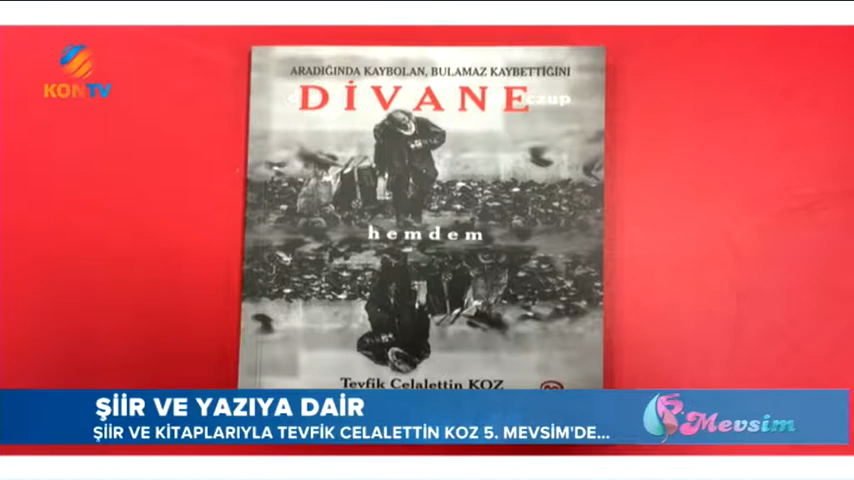 KONTV
ARADIĞINDA KAYBOLAN, BULAMAZ KAYBETTİĞİNİ
DİVANE
hemdem
Tevfik Celalettin KOZ
ŞİİR VE YAZIYA DAİR
ŞİİR VE KİTAPLARIYLA TEVFİK CELALETTİN KOZ 5. MEVSİM'DE...
5. Mevsim